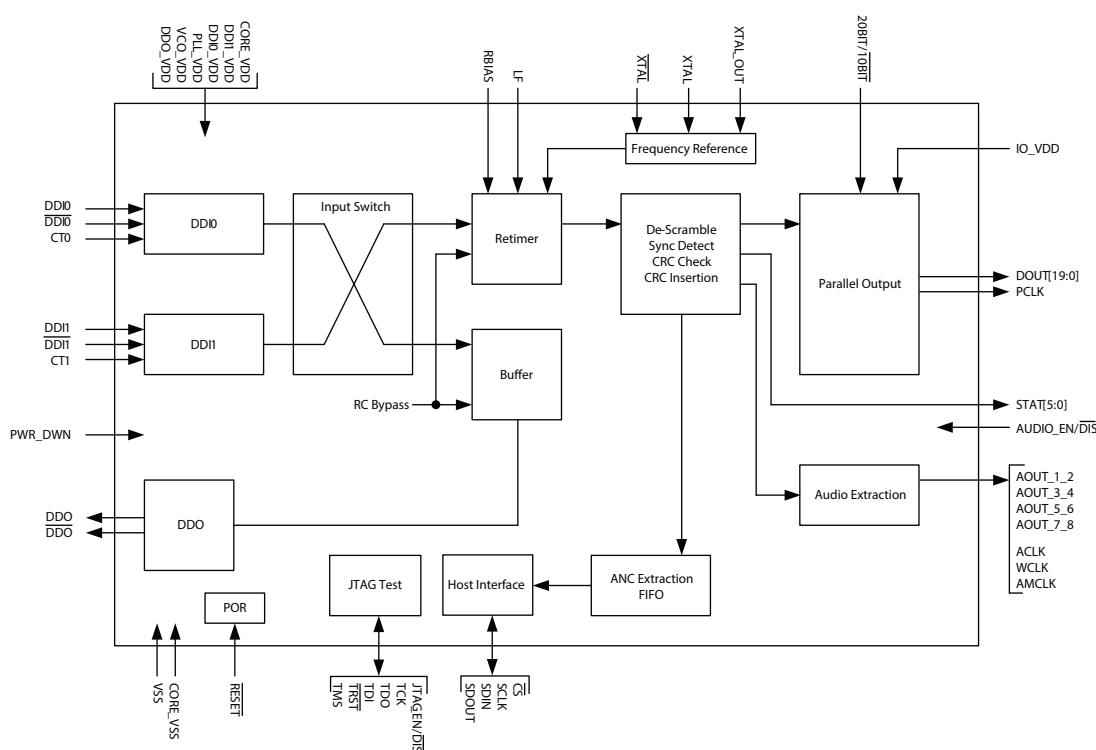 CORE_VDD
DDI1_VDD
DDI0_VDD
PLL_VDD
VCO_VDD
DDO_VDD
RBIAS
LF
XTAL
XTAL
XTAL_OUT
20BIT/10BIT
Frequency Reference
IO_VDD
DDI0
DDI0
CT0
DDI0
Input Switch
Retimer
De-Scramble
Sync Detect
CRC Check
CRC Insertion
Parallel Output
DOUT[19:0]
PCLK
DDI1
DDI1
CT1
DDI1
Buffer
RC Bypass
STAT[5:0]
PWR_DWN
AUDIO_EN/DIS
DDO
DDO
DDO
Audio Extraction
AOUT_1_2
AOUT_3_4
AOUT_5_6
AOUT_7_8
ACLK
WCLK
AMCLK
JTAG Test
Host Interface
ANC Extraction
FIFO
POR
VSS
CORE_VSS
RESET
JTAGEN/DIS
TCK
TDO
TDI
TRST
TMS
CS
SCLK
SDIN
SDOUT